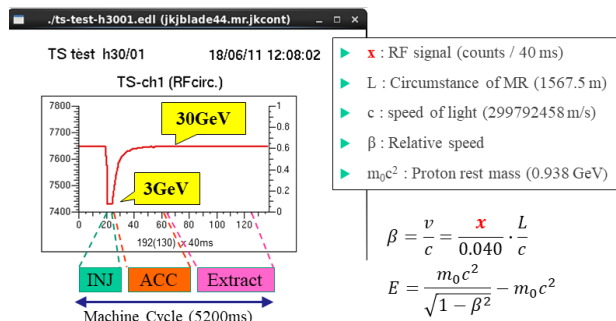 ./ts-test-h3001.edl (jkjblade44.mr.jkcont)
TS test h30/01
18/06/11 12:08:02
TS-ch1 (RFcirc.)
7800
7650
7600
7500
7400
1
0.8
0.6
0.4
0.2
0
30GeV
3GeV
0 20 40 60 80 100 120
192(130) x 40ms
INJ ACC Extract
Machine Cycle (5200ms)
x : RF signal (counts / 40 ms)
L : Circumstance of MR (1567.5 m)
c : speed of light (299792458 m/s)
β : Relative speed
m₀c² : Proton rest mass (0.938 GeV)
β = v/c = x/0.040 · L/c
E = m₀c²/√(1 − β²) − m₀c²